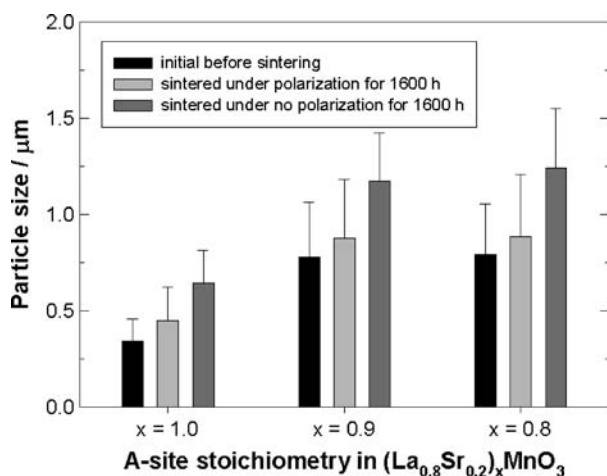 2.0
1.5
1.0
0.5
0.0
Particle size / μm
initial before sintering
sintered under polarization for 1600 h
sintered under no polarization for 1600 h
x = 1.0 x = 0.9 x = 0.8
A-site stoichiometry in (La0.8Sr0.2)xMnO3